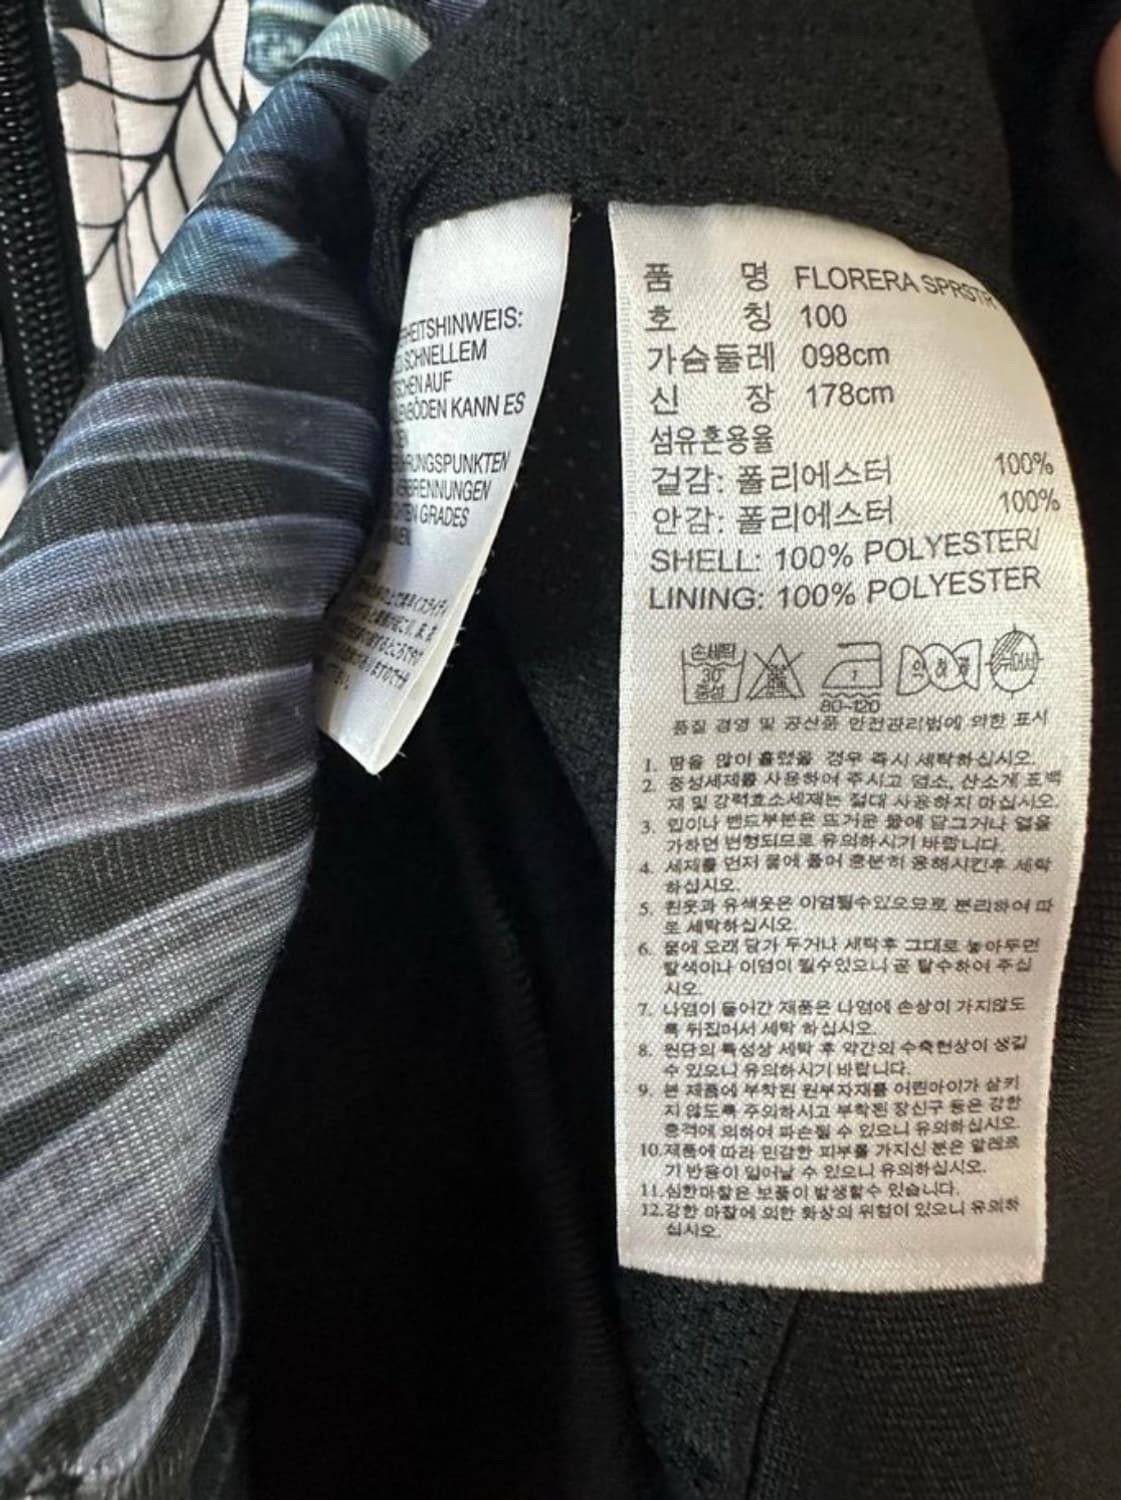 HEITSHINWEIS:
SCHNELLEM
AUF
BÖDEN KANN ES
RUNGSPUNKTEN
BRENNUNGEN
GRADES
품 명 FLORERA SPRSTR
호 칭 100
가슴둘레 098cm
신 장 178cm
섬유혼용율
겉감: 폴리에스터 100%
안감: 폴리에스터 100%
SHELL: 100% POLYESTER/
LINING: 100% POLYESTER
손세탁
30°
중성
80~120
품질 경영 및 공산품 안전관리법에 의한 표시
1. 땀을 많이 흘렸을 경우 즉시 세탁하십시오.
2. 중성세제를 사용하여 주시고 염소, 산소계 표백
제 및 강력효소세제는 절대 사용하지 마십시오.
3. 립이나 밴드부분은 뜨거운 물에 담그거나 열을
가하면 변형되므로 유의하시기 바랍니다.
4. 세제를 먼저 물에 풀어 충분히 용해시킨후 세탁
하십시오.
5. 흰옷과 유색옷은 이염될수있으므로 분리하여 따
로 세탁하십시오.
6. 물에 오래 담가 두거나 세탁후 그대로 놓아두면
탈색이나 이염이 될수있으니 곧 탈수하여 주십
시오.
7. 나염이 들어간 제품은 나염에 손상이 가지않도
록 뒤집어서 세탁 하십시오.
8. 원단의 특성상 세탁 후 약간의 수축현상이 생길
수 있으니 유의하시기 바랍니다.
9. 본 제품에 부착된 원부자재를 어린아이가 삼키
지 않도록 주의하시고 부착된 장신구 등은 강한
충격에 의하여 파손될 수 있으니 유의하십시오.
10.제품에 따라 민감한 피부를 가지신 분은 알레르
기 반응이 일어날 수 있으니 유의하십시오.
11.심한마찰은 보풀이 발생할수 있습니다.
12.강한 마찰에 의한 화상의 위험이 있으니 유의하
십시오.